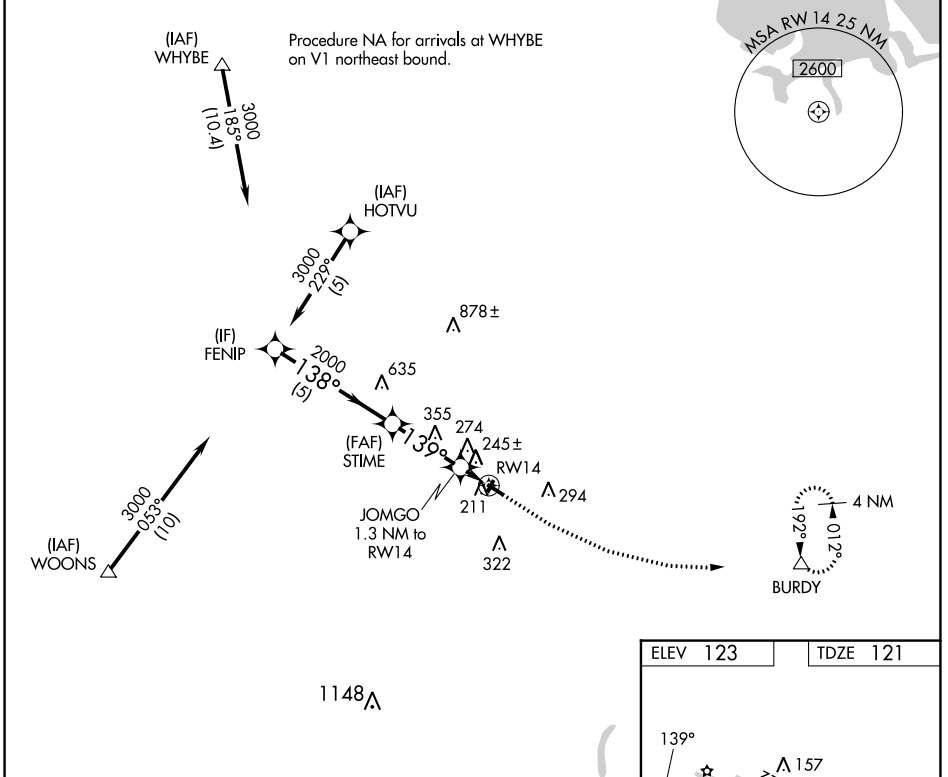 (IAF)
WHYBE
Procedure NA for arrivals at WHYBE
on V1 northeast bound.
MSA RW 14 25 NM
2600
3000
185°
(10.4)
(IAF)
HOTVU
3000
229°
(5)
878±
(IF)
FENIP
2000
138°
(5)
635
(FAF)
STIME
139°
355
274
245±
RW14
211
294
JOMGO
1.3 NM to
RW14
322
3000
053°
(10)
(IAF)
WOONS
4 NM
192°
012°
BURDY
1148
ELEV 123
TDZE 121
139°
157